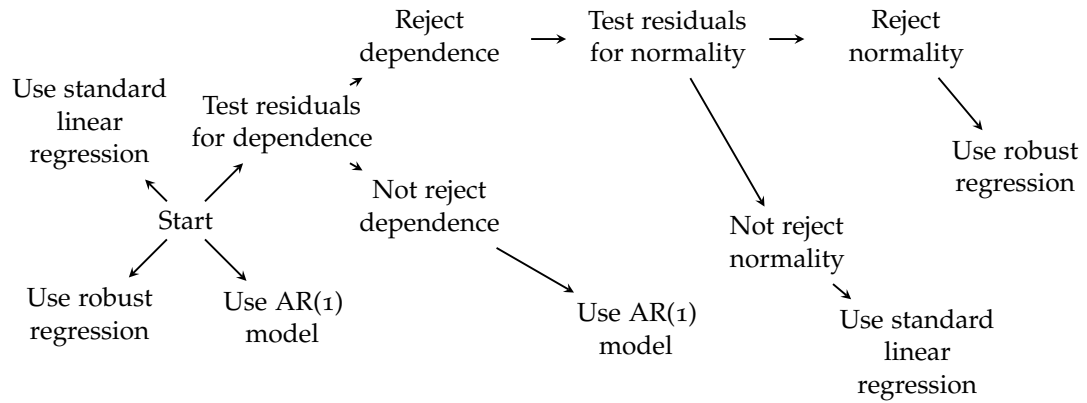 Reject
dependence
Test residuals
for normality
Reject
normality
Use standard
linear
regression
Test residuals
for dependence
Use robust
regression
Not reject
dependence
Start
Not reject
normality
Use robust
regression
Use AR(1)
model
Use AR(1)
model
Use standard
linear
regression